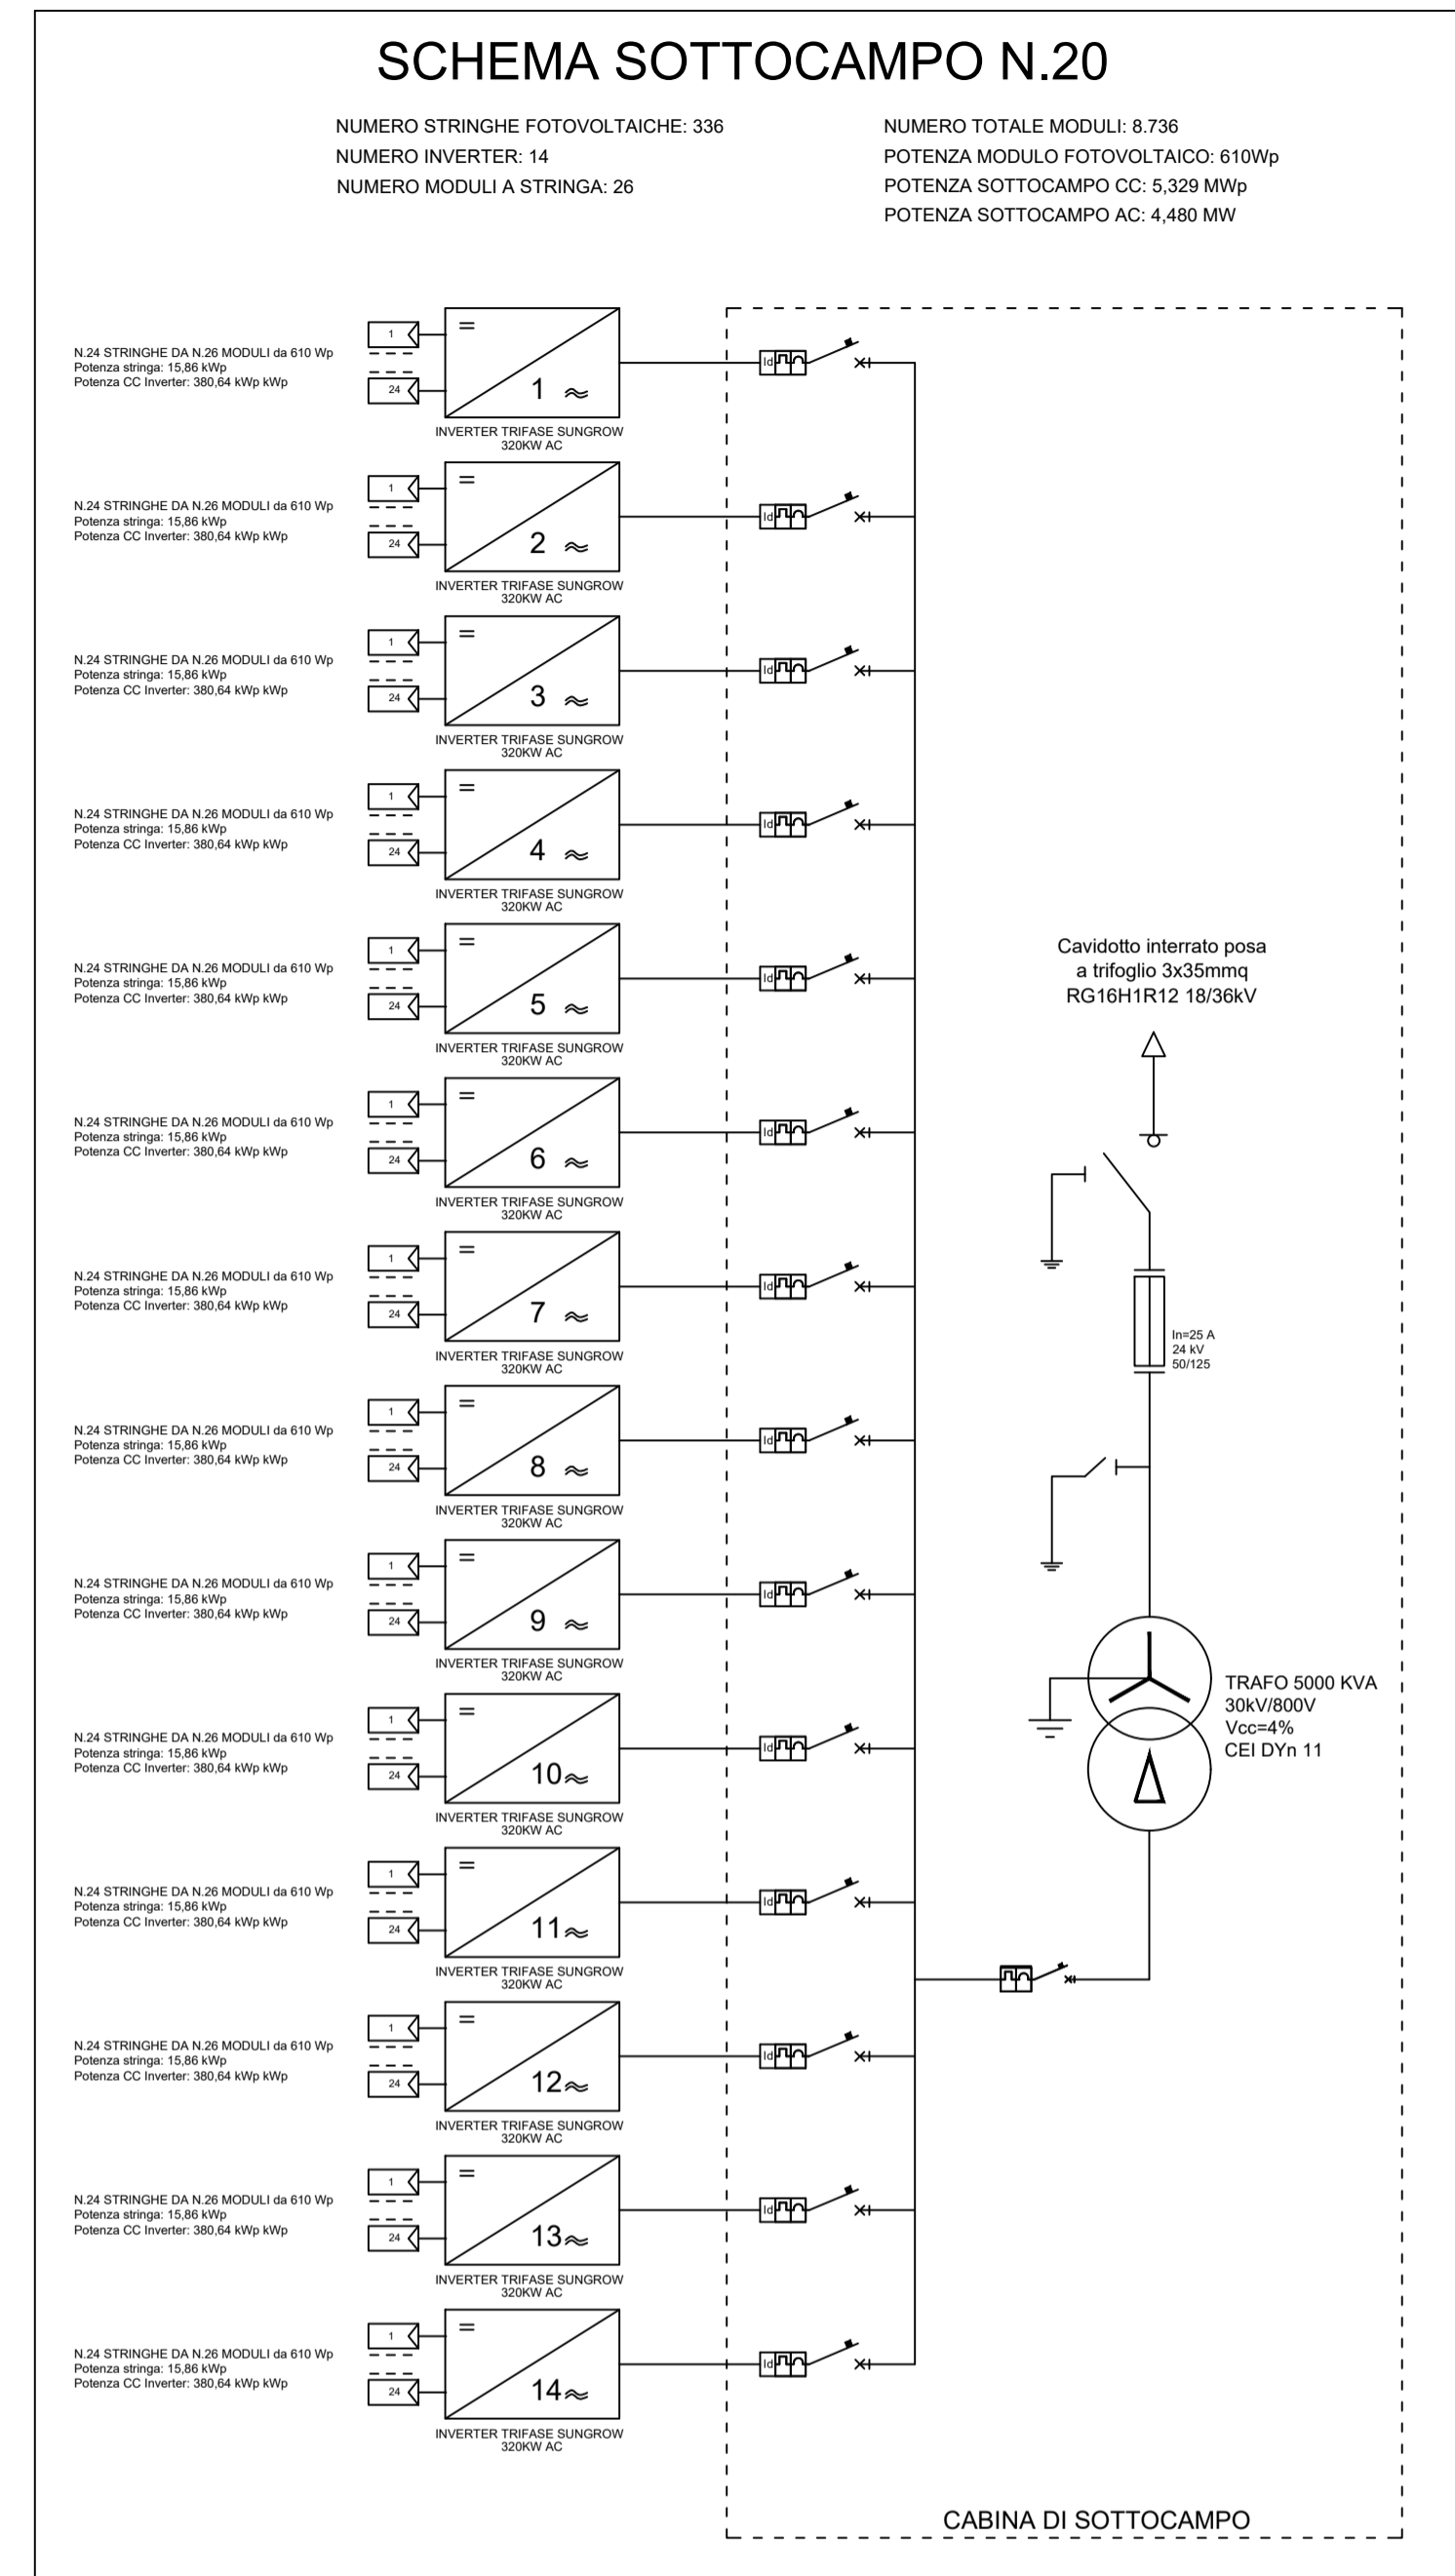 SCHEMA SOTTOCAMPO N.20
NUMERO STRINGHE FOTOVOLTAICHE: 336
NUMERO INVERTER: 14
NUMERO MODULI A STRINGA: 26
NUMERO TOTALE MODULI: 8.736
POTENZA MODULO FOTOVOLTAICO: 610Wp
POTENZA SOTTOCAMPO CC: 5,329 MWp
POTENZA SOTTOCAMPO AC: 4,480 MW
N.24 STRINGHE DA N.26 MODULI da 610 Wp
Potenza stringa: 15,86 kWp
Potenza CC Inverter: 380,64 kWp kWp
1
24
1
INVERTER TRIFASE SUNGROW
320KW AC
Id
N.24 STRINGHE DA N.26 MODULI da 610 Wp
Potenza stringa: 15,86 kWp
Potenza CC Inverter: 380,64 kWp kWp
1
24
2
INVERTER TRIFASE SUNGROW
320KW AC
Id
N.24 STRINGHE DA N.26 MODULI da 610 Wp
Potenza stringa: 15,86 kWp
Potenza CC Inverter: 380,64 kWp kWp
1
24
3
INVERTER TRIFASE SUNGROW
320KW AC
Id
N.24 STRINGHE DA N.26 MODULI da 610 Wp
Potenza stringa: 15,86 kWp
Potenza CC Inverter: 380,64 kWp kWp
1
24
4
INVERTER TRIFASE SUNGROW
320KW AC
Id
N.24 STRINGHE DA N.26 MODULI da 610 Wp
Potenza stringa: 15,86 kWp
Potenza CC Inverter: 380,64 kWp kWp
1
24
5
INVERTER TRIFASE SUNGROW
320KW AC
Id
N.24 STRINGHE DA N.26 MODULI da 610 Wp
Potenza stringa: 15,86 kWp
Potenza CC Inverter: 380,64 kWp kWp
1
24
6
INVERTER TRIFASE SUNGROW
320KW AC
Id
N.24 STRINGHE DA N.26 MODULI da 610 Wp
Potenza stringa: 15,86 kWp
Potenza CC Inverter: 380,64 kWp kWp
1
24
7
INVERTER TRIFASE SUNGROW
320KW AC
Id
N.24 STRINGHE DA N.26 MODULI da 610 Wp
Potenza stringa: 15,86 kWp
Potenza CC Inverter: 380,64 kWp kWp
1
24
8
INVERTER TRIFASE SUNGROW
320KW AC
Id
N.24 STRINGHE DA N.26 MODULI da 610 Wp
Potenza stringa: 15,86 kWp
Potenza CC Inverter: 380,64 kWp kWp
1
24
9
INVERTER TRIFASE SUNGROW
320KW AC
Id
N.24 STRINGHE DA N.26 MODULI da 610 Wp
Potenza stringa: 15,86 kWp
Potenza CC Inverter: 380,64 kWp kWp
1
24
10
INVERTER TRIFASE SUNGROW
320KW AC
Id
N.24 STRINGHE DA N.26 MODULI da 610 Wp
Potenza stringa: 15,86 kWp
Potenza CC Inverter: 380,64 kWp kWp
1
24
11
INVERTER TRIFASE SUNGROW
320KW AC
Id
N.24 STRINGHE DA N.26 MODULI da 610 Wp
Potenza stringa: 15,86 kWp
Potenza CC Inverter: 380,64 kWp kWp
1
24
12
INVERTER TRIFASE SUNGROW
320KW AC
Id
N.24 STRINGHE DA N.26 MODULI da 610 Wp
Potenza stringa: 15,86 kWp
Potenza CC Inverter: 380,64 kWp kWp
1
24
13
INVERTER TRIFASE SUNGROW
320KW AC
Id
N.24 STRINGHE DA N.26 MODULI da 610 Wp
Potenza stringa: 15,86 kWp
Potenza CC Inverter: 380,64 kWp kWp
1
24
14
INVERTER TRIFASE SUNGROW
320KW AC
Id
Cavidotto interrato posa
a trifoglio 3x35mmq
RG16H1R12 18/36kV
In=25 A
24 kV
50/125
TRAFO 5000 KVA
30kV/800V
Vcc=4%
CEI DYn 11
CABINA DI SOTTOCAMPO